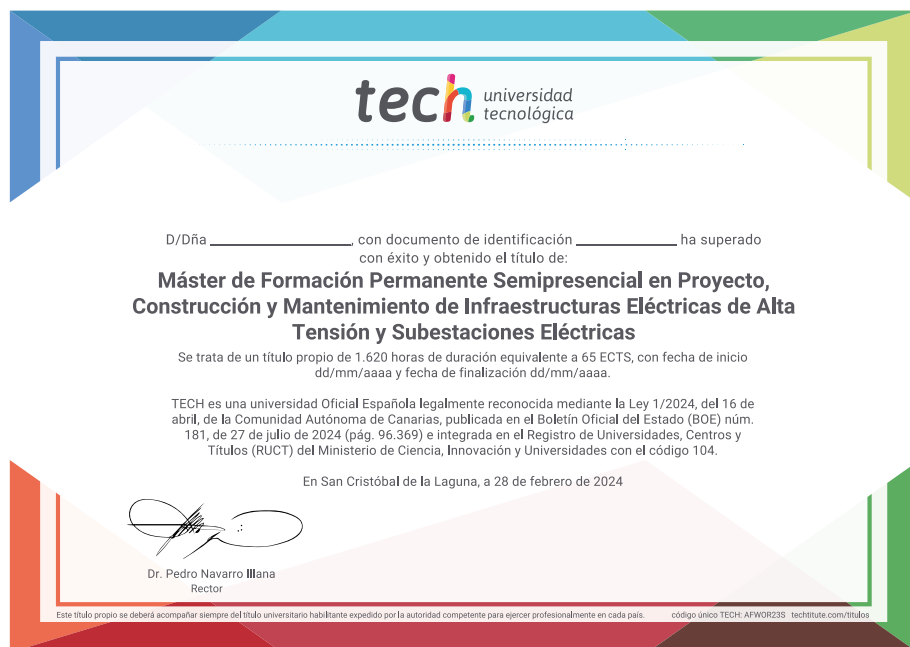 tech universidad
tecnológica
D/Dña ______________, con documento de identificación __________ ha superado
con éxito y obtenido el título de:
Máster de Formación Permanente Semipresencial en Proyecto,
Construcción y Mantenimiento de Infraestructuras Eléctricas de Alta
Tensión y Subestaciones Eléctricas
Se trata de un título propio de 1.620 horas de duración equivalente a 65 ECTS, con fecha de inicio
dd/mm/aaaa y fecha de finalización dd/mm/aaaa.
TECH es una universidad Oficial Española legalmente reconocida mediante la Ley 1/2024, del 16 de
abril, de la Comunidad Autónoma de Canarias, publicada en el Boletín Oficial del Estado (BOE) núm.
181, de 27 de julio de 2024 (pág. 96.369) e integrada en el Registro de Universidades, Centros y
Títulos (RUCT) del Ministerio de Ciencia, Innovación y Universidades con el código 104.
En San Cristóbal de la Laguna, a 28 de febrero de 2024
Dr. Pedro Navarro Illana
Rector
Este título propio se deberá acompañar siempre del título universitario habilitante expedido por la autoridad competente para ejercer profesionalmente en cada país. código único TECH: AFWOR23S techtitute.com/titulos